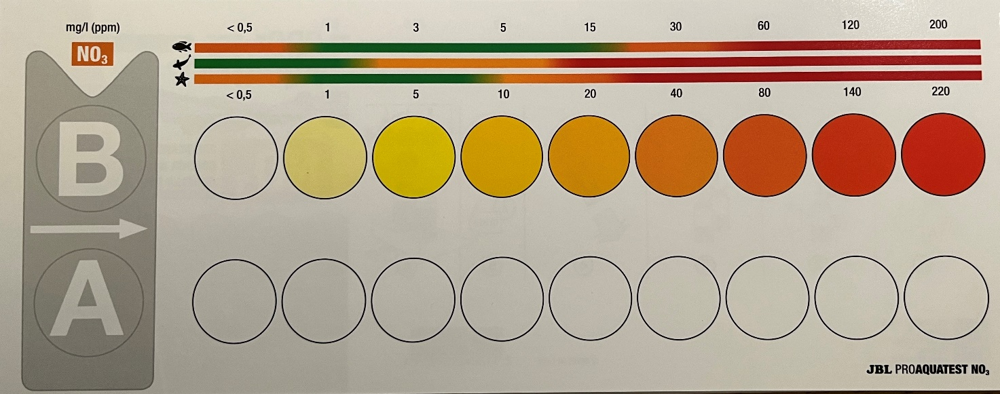 mg/l (ppm) < 0,5 1 3 5 15 30 60 120 200
NO₃
< 0,5 1 5 10 20 40 80 140 220
B
A
JBL PROAQUATEST NO₃